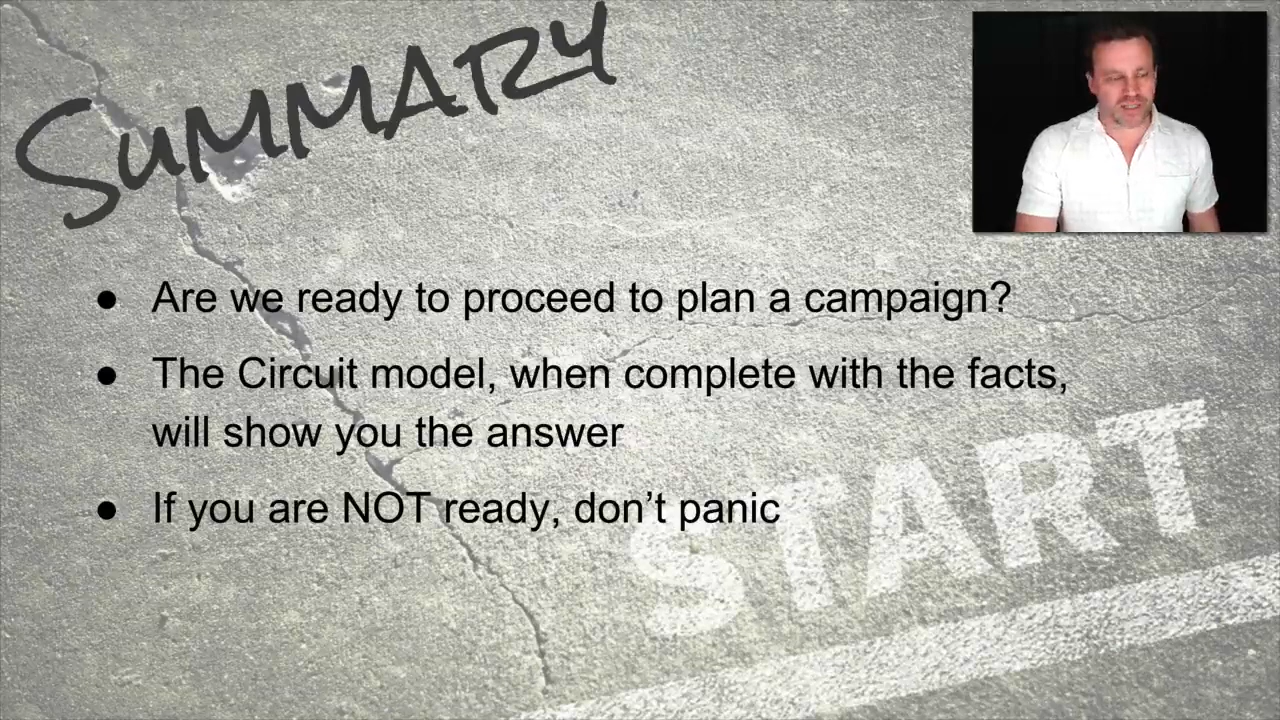 SUMMARY
● Are we ready to proceed to plan a campaign?
● The Circuit model, when complete with the facts,
will show you the answer
● If you are NOT ready, don’t panic
START